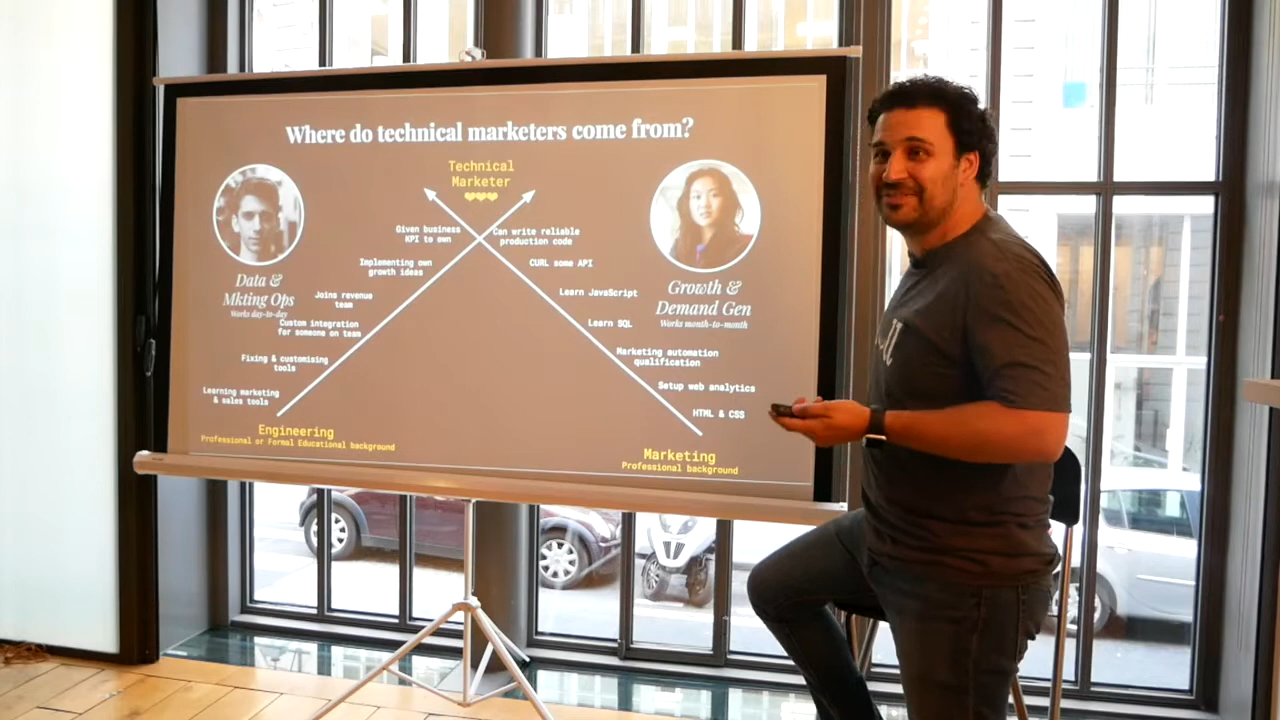 Where do technical marketers come from?
Technical
Marketer
Data &
Mkting Ops
Works day-to-day
Given business
KPI to own
Implementing own
growth ideas
Joins revenue
team
Custom integration
for someone on team
Fixing & customising
tools
Learning marketing
& sales tools
Engineering
Professional or Formal Educational background
Can write reliable
production code
CURL some API
Learn JavaScript
Learn SQL
Marketing automation
qualification
Setup web analytics
HTML & CSS
Growth &
Demand Gen
Works month-to-month
Marketing
Professional background